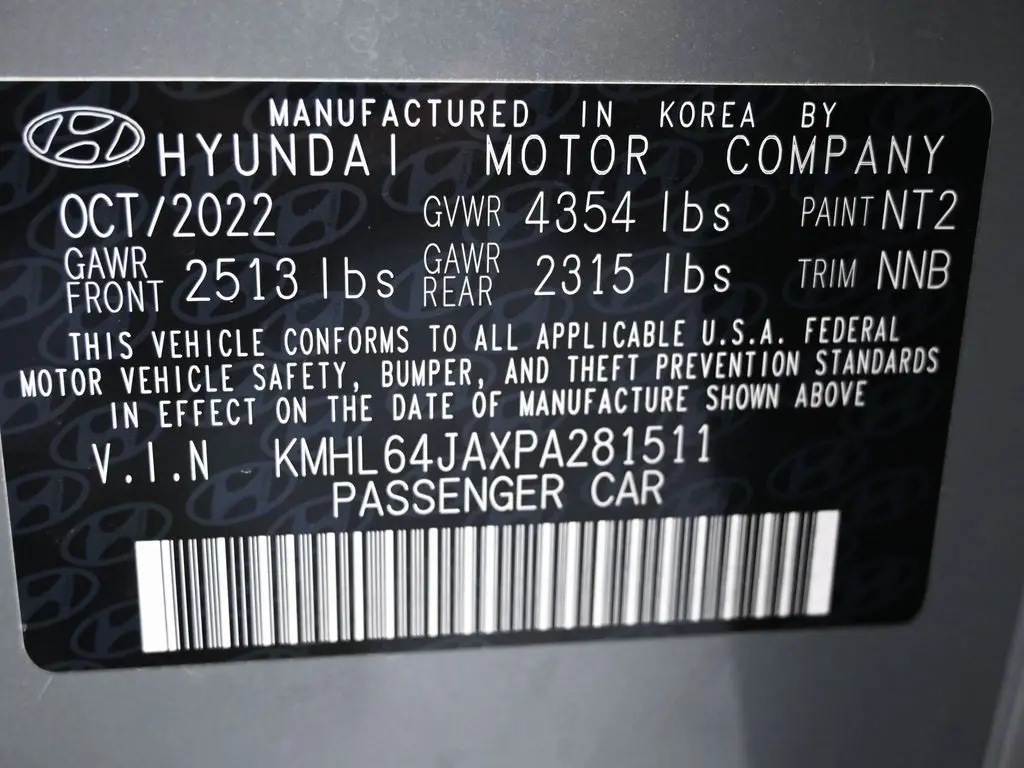 MANUFACTURED IN KOREA BY
HYUNDAI MOTOR COMPANY
OCT/2022 GVWR 4354 lbs PAINT NT2
GAWR FRONT 2513 lbs GAWR REAR 2315 lbs TRIM NNB
THIS VEHICLE CONFORMS TO ALL APPLICABLE U.S.A. FEDERAL
MOTOR VEHICLE SAFETY, BUMPER, AND THEFT PREVENTION STANDARDS
IN EFFECT ON THE DATE OF MANUFACTURE SHOWN ABOVE
V.I.N KMHL64JAXPA281511
PASSENGER CAR